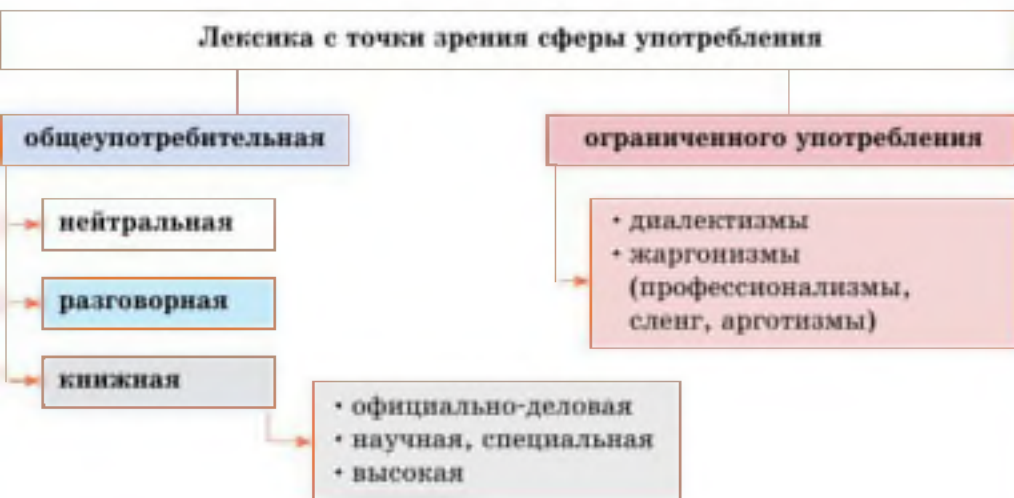 Лексика с точки зрения сферы употребления
общеупотребительная
нейтральная
разговорная
книжная
• официально-деловая
• научная, специальная
• высокая
ограниченного употребления
• диалектизмы
• жаргонизмы
(профессионализмы,
сленг, арготизмы)